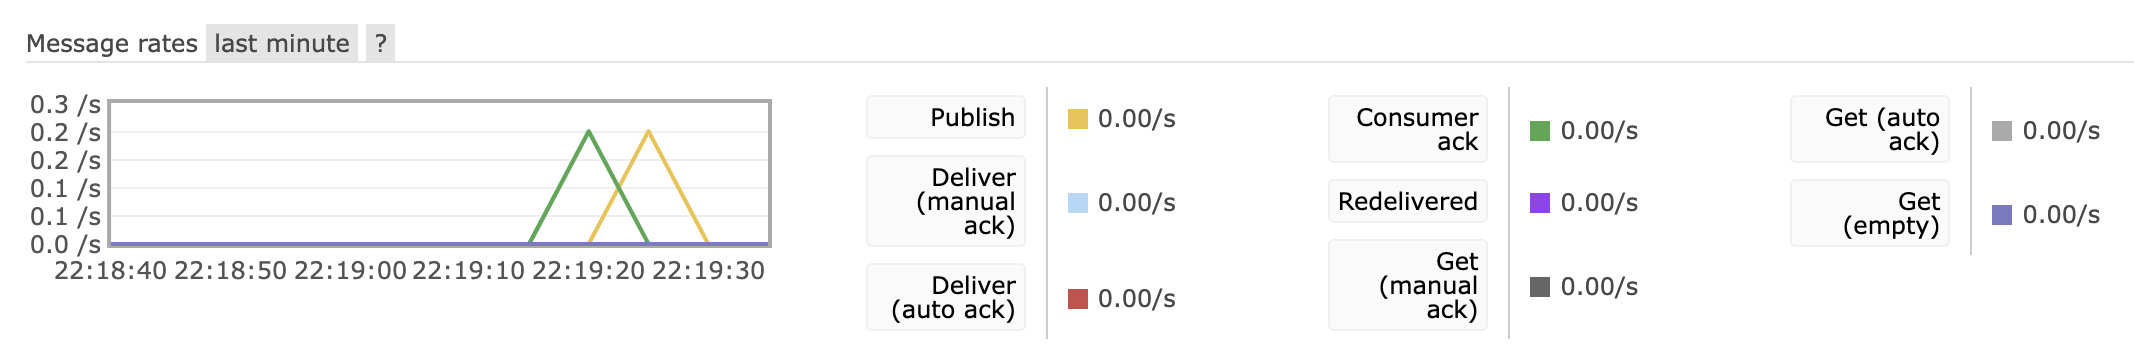 Message rates last minute ?
0.3 /s
0.2 /s
0.2 /s
0.1 /s
0.1 /s
0.0 /s
22:18:40 22:18:50 22:19:00 22:19:10 22:19:20 22:19:30
Publish
0.00/s
Deliver
(manual
ack)
0.00/s
Deliver
(auto ack)
0.00/s
Consumer
ack
0.00/s
Redelivered
0.00/s
Get
(manual
ack)
0.00/s
Get (auto
ack)
0.00/s
Get
(empty)
0.00/s